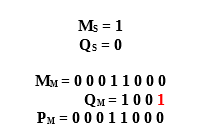 Ms = 1
Qs = 0
MM = 0 0 0 1 1 0 0 0
QM = 1 0 0 1
PM = 0 0 0 1 1 0 0 0